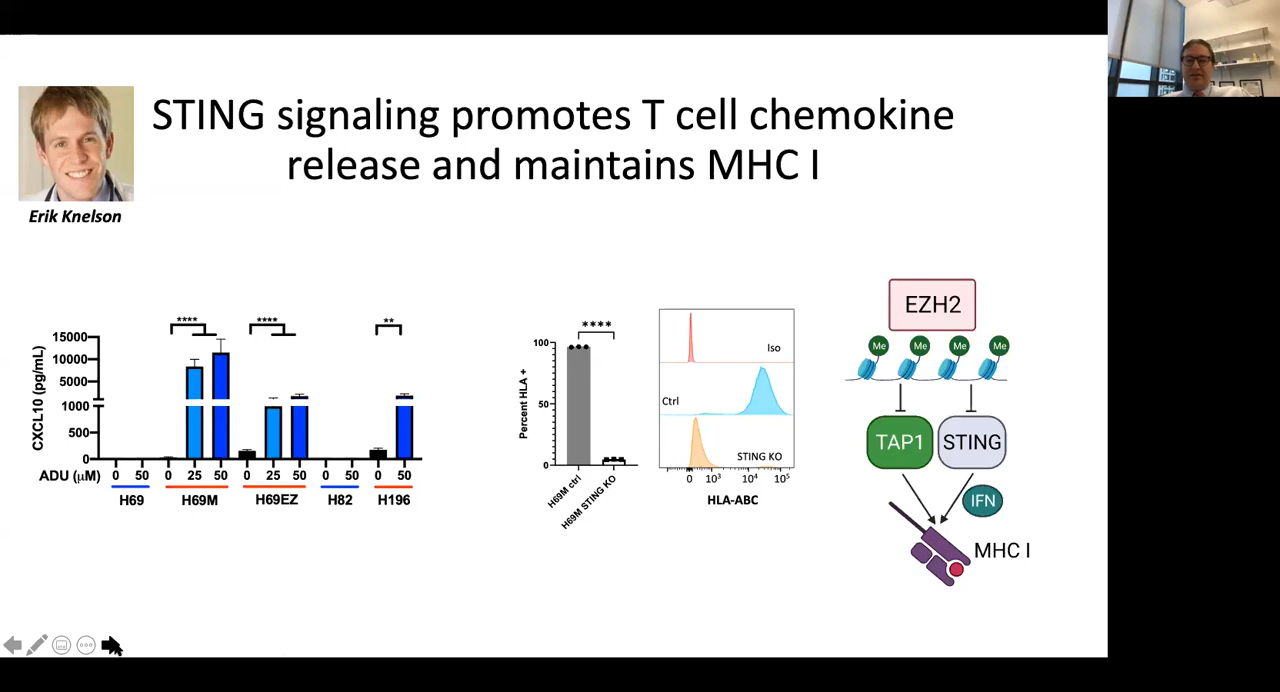 STING signaling promotes T cell chemokine
release and maintains MHC I
Erik Knelson
CXCL10 (pg/mL)
15000
10000
5000
1000
500
0
****
****
**
ADU (μM)
0 50 0 25 50 0 25 50 0 50 0 50
H69 H69M H69EZ H82 H196
Percent HLA +
100
50
0
****
H69M ctrl
H69M STING KO
Iso
Ctrl
STING KO
0 10³ 10⁴ 10⁵
HLA-ABC
EZH2
Me Me Me Me
TAP1 STING
IFN
MHC I